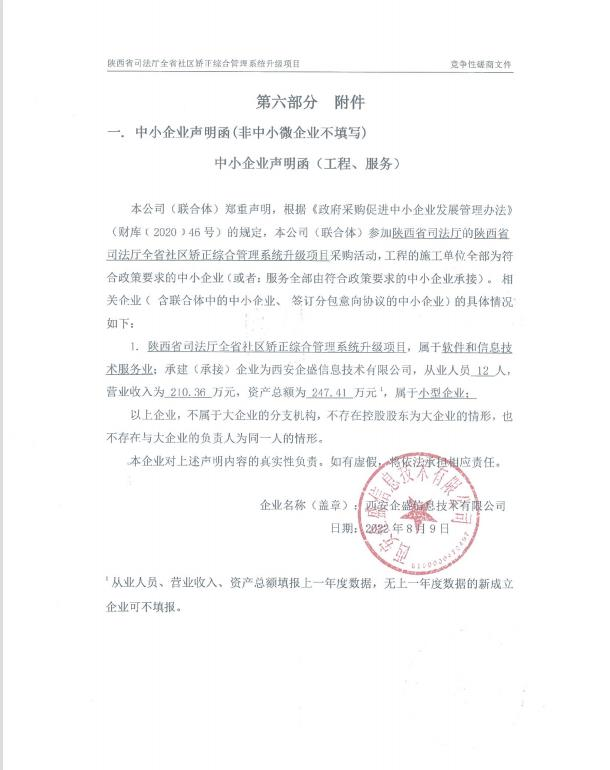 陕西省司法厅全省社区矫正综合管理系统升级项目 竞争性磋商文件
第六部分 附件
一. 中小企业声明函(非中小微企业不填写)
中小企业声明函（工程、服务）
本公司（联合体）郑重声明，根据《政府采购促进中小企业发展管理办法》
（财库﹝2020﹞46号）的规定，本公司（联合体）参加陕西省司法厅的陕西省
司法厅全省社区矫正综合管理系统升级项目采购活动，工程的施工单位全部为符
合政策要求的中小企业（或者：服务全部由符合政策要求的中小企业承接）。相
关企业（ 含联合体中的中小企业、 签订分包意向协议的中小企业）的具体情况
如下：
1. 陕西省司法厅全省社区矫正综合管理系统升级项目，属于软件和信息技
术服务业；承建（承接）企业为西安企盛信息技术有限公司，从业人员 12 人，
营业收入为 210.36 万元，资产总额为 247.41 万元¹，属于小型企业；
以上企业，不属于大企业的分支机构，不存在控股股东为大企业的情形，也
不存在与大企业的负责人为同一人的情形。
本企业对上述声明内容的真实性负责。如有虚假，将依法承担相应责任。
企业名称（盖章）：西安企盛信息技术有限公司
日期：2022年8月9日
西安企盛信息技术有限公司
¹从业人员、营业收入、资产总额填报上一年度数据，无上一年度数据的新成立
企业可不填报。